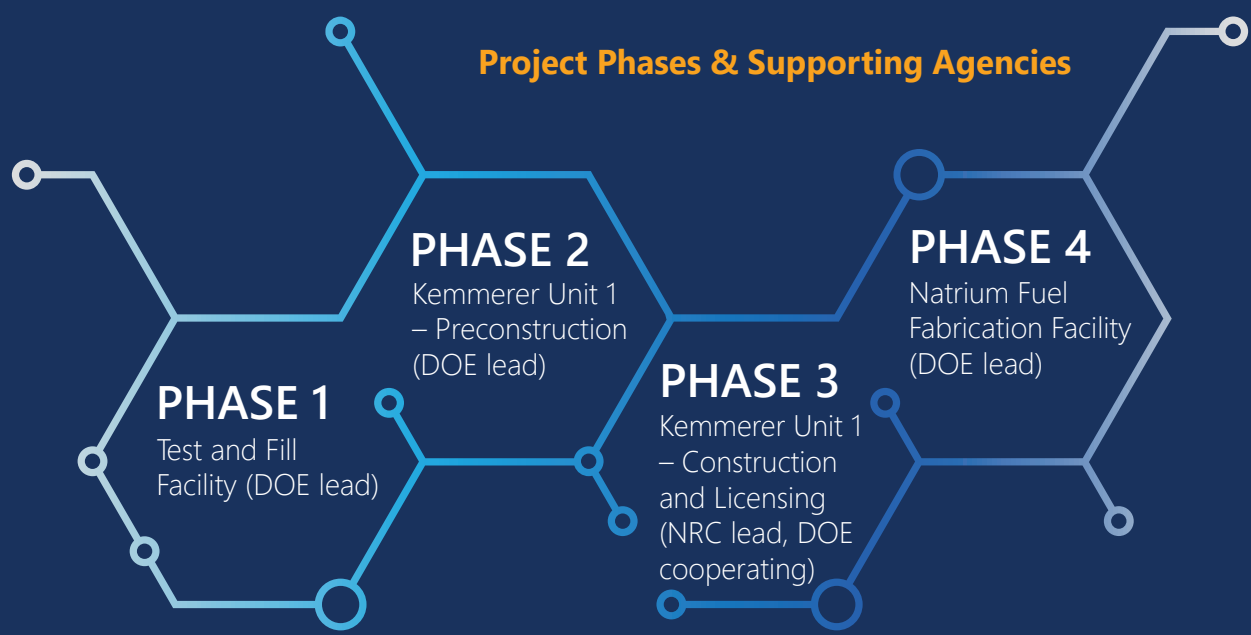 Project Phases & Supporting Agencies
PHASE 1
Test and Fill
Facility (DOE lead)
PHASE 2
Kemmerer Unit 1
– Preconstruction
(DOE lead)
PHASE 3
Kemmerer Unit 1
– Construction
and Licensing
(NRC lead, DOE
cooperating)
PHASE 4
Natrium Fuel
Fabrication Facility
(DOE lead)